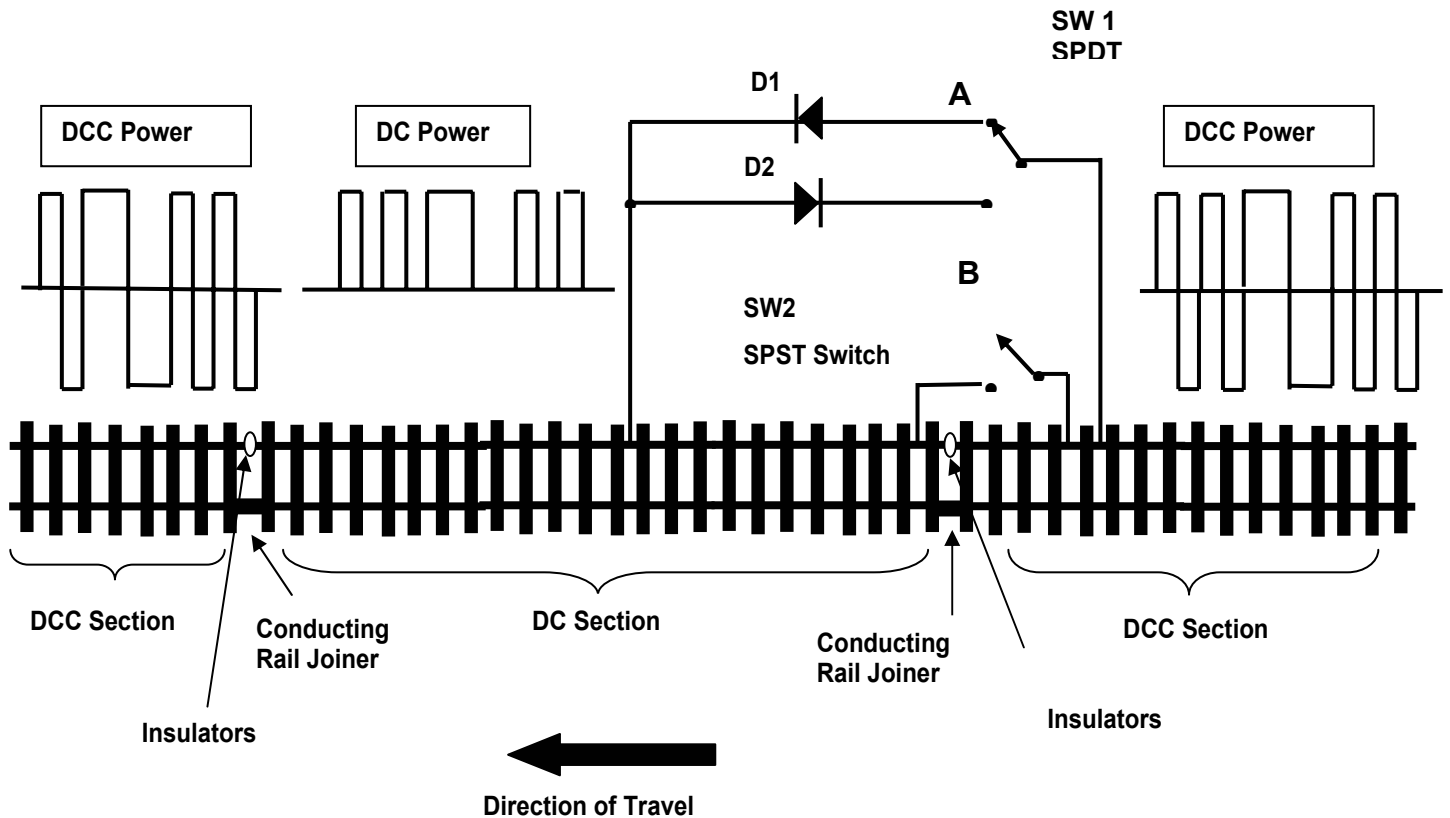 SW 1
SPDT
D1
A
DCC Power
DC Power
DCC Power
D2
B
SW2
SPST Switch
DCC Section
Conducting
Rail Joiner
DC Section
Conducting
Rail Joiner
DCC Section
Insulators
Insulators
Direction of Travel